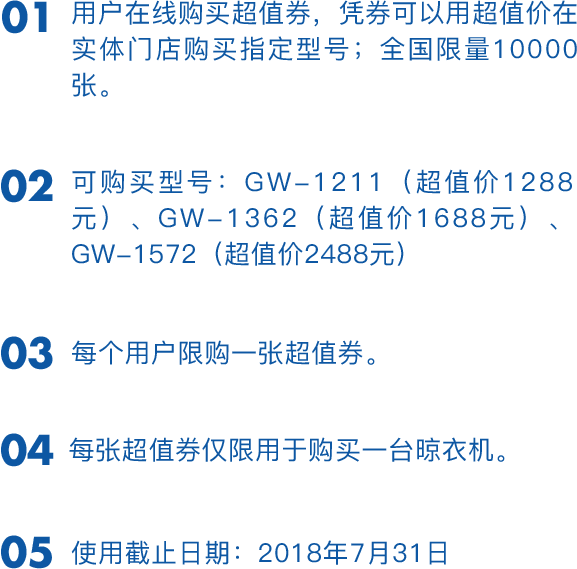 01 用户在线购买超值券，凭券可以用超值价在
实体门店购买指定型号；全国限量10000
张。
02 可购买型号：GW-1211（超值价1288
元）、GW-1362（超值价1688元）、
GW-1572（超值价2488元）
03 每个用户限购一张超值券。
04 每张超值券仅限用于购买一台晾衣机。
05 使用截止日期：2018年7月31日